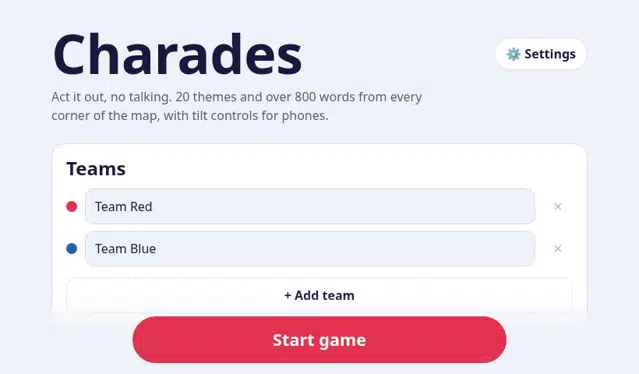 Charades
⚙️ Settings
Act it out, no talking. 20 themes and over 800 words from every
corner of the map, with tilt controls for phones.
Teams
Team Red
×
Team Blue
×
+ Add team
Start game